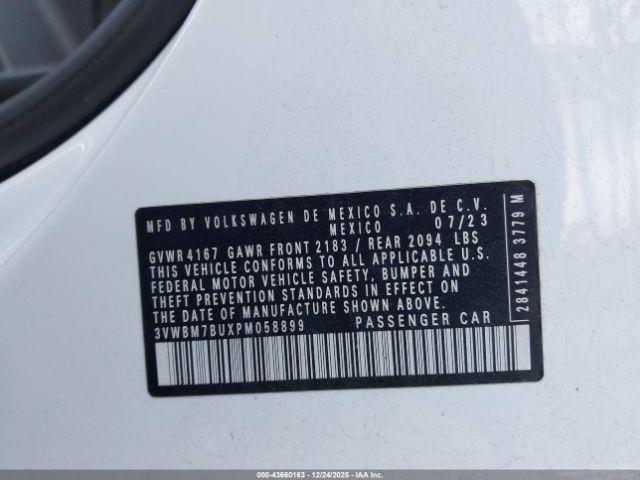 MFD BY VOLKSWAGEN DE MEXICO S.A. DE C.V.
MEXICO 07/23
GVWR 4167 GAWR FRONT 2183 / REAR 2094 LBS
THIS VEHICLE CONFORMS TO ALL APPLICABLE U.S.
FEDERAL MOTOR VEHICLE SAFETY, BUMPER AND
THEFT PREVENTION STANDARDS IN EFFECT ON
THE DATE OF MANUFACTURE SHOWN ABOVE.
3VWBM7BUXPM058899 PASSENGER CAR
2841448 3779 M
000-43660163 - 12/24/2025 - IAA Inc.